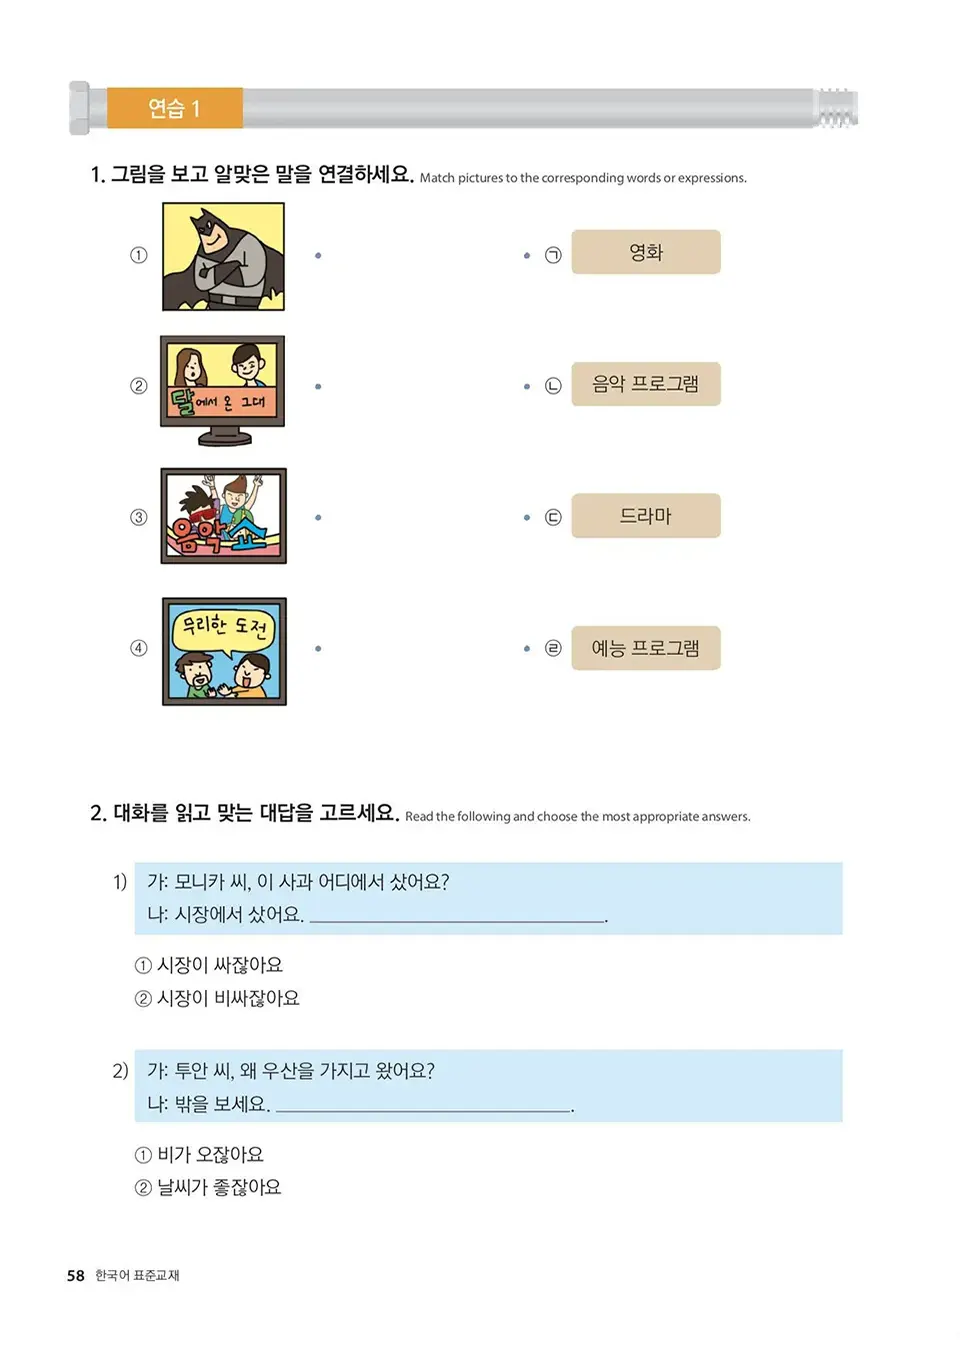 연습 1
1. 그림을 보고 알맞은 말을 연결하세요. Match pictures to the corresponding words or expressions.
① ㉠ 영화
② 달에서 온 그대 ㉡ 음악 프로그램
③ 음악 쇼 ㉢ 드라마
④ 무리한 도전 ㉣ 예능 프로그램
2. 대화를 읽고 맞는 대답을 고르세요. Read the following and choose the most appropriate answers.
1) 가: 모니카 씨, 이 사과 어디에서 샀어요?
나: 시장에서 샀어요. ______________________________.
① 시장이 싸잖아요
② 시장이 비싸잖아요
2) 가: 투안 씨, 왜 우산을 가지고 왔어요?
나: 밖을 보세요. ______________________________.
① 비가 오잖아요
② 날씨가 좋잖아요
58 한국어 표준교재